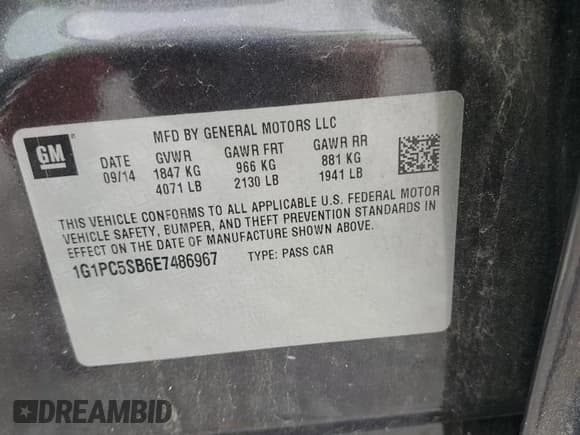 GM
MFD BY GENERAL MOTORS LLC
DATE GVWR GAWR FRT GAWR RR
09/14 1847 KG 966 KG 881 KG
4071 LB 2130 LB 1941 LB
THIS VEHICLE CONFORMS TO ALL APPLICABLE U.S. FEDERAL MOTOR
VEHICLE SAFETY, BUMPER, AND THEFT PREVENTION STANDARDS IN
EFFECT ON THE DATE OF MANUFACTURE SHOWN ABOVE.
1G1PC5SB6E7486967 TYPE: PASS CAR
DREAMBID